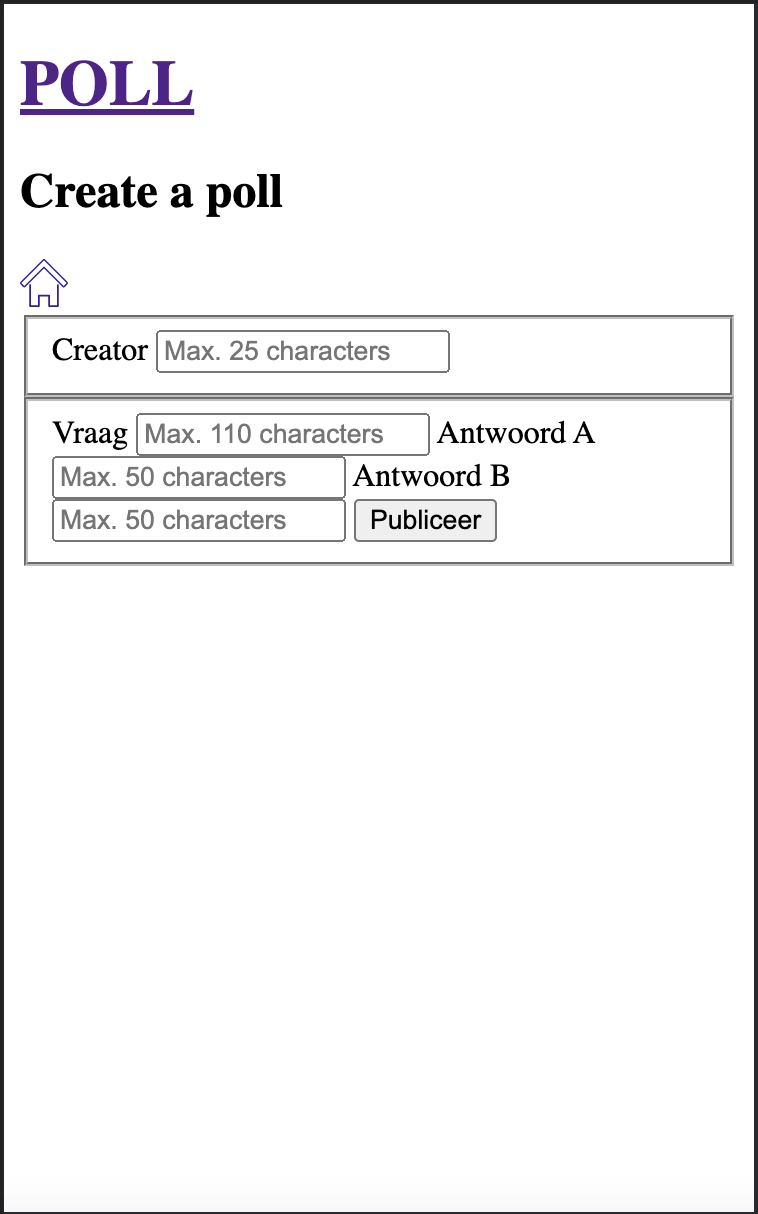 POLL
Create a poll
Creator Max. 25 characters
Vraag Max. 110 characters Antwoord A
Max. 50 characters Antwoord B
Max. 50 characters Publiceer